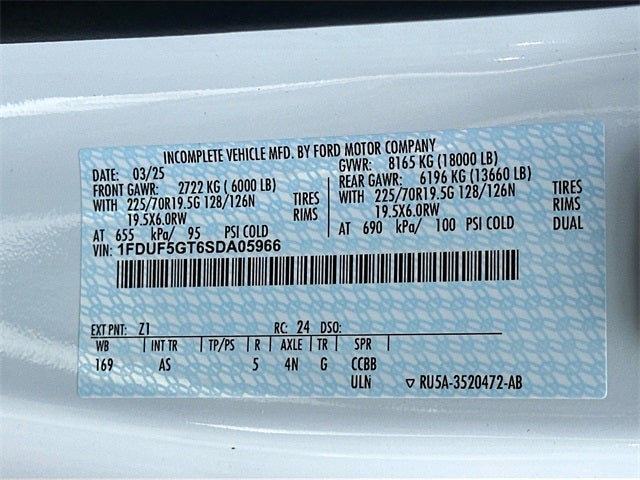 INCOMPLETE VEHICLE MFD. BY FORD MOTOR COMPANY
DATE: 03/25 GVWR: 8165 KG (18000 LB)
FRONT GAWR: 2722 KG ( 6000 LB) REAR GAWR: 6196 KG (13660 LB)
WITH 225/70R19.5G 128/126N TIRES WITH 225/70R19.5G 128/126N TIRES
19.5X6.0RW RIMS 19.5X6.0RW RIMS
AT 655 kPa/ 95 PSI COLD AT 690 kPa/ 100 PSI COLD DUAL
VIN: 1FDUF5GT6SDA05966
EXT PNT: Z1 RC: 24 DSO:
WB INT TR TP/PS R AXLE TR SPR
169 AS 5 4N G CCBB
ULN ▽ RU5A-3520472-AB